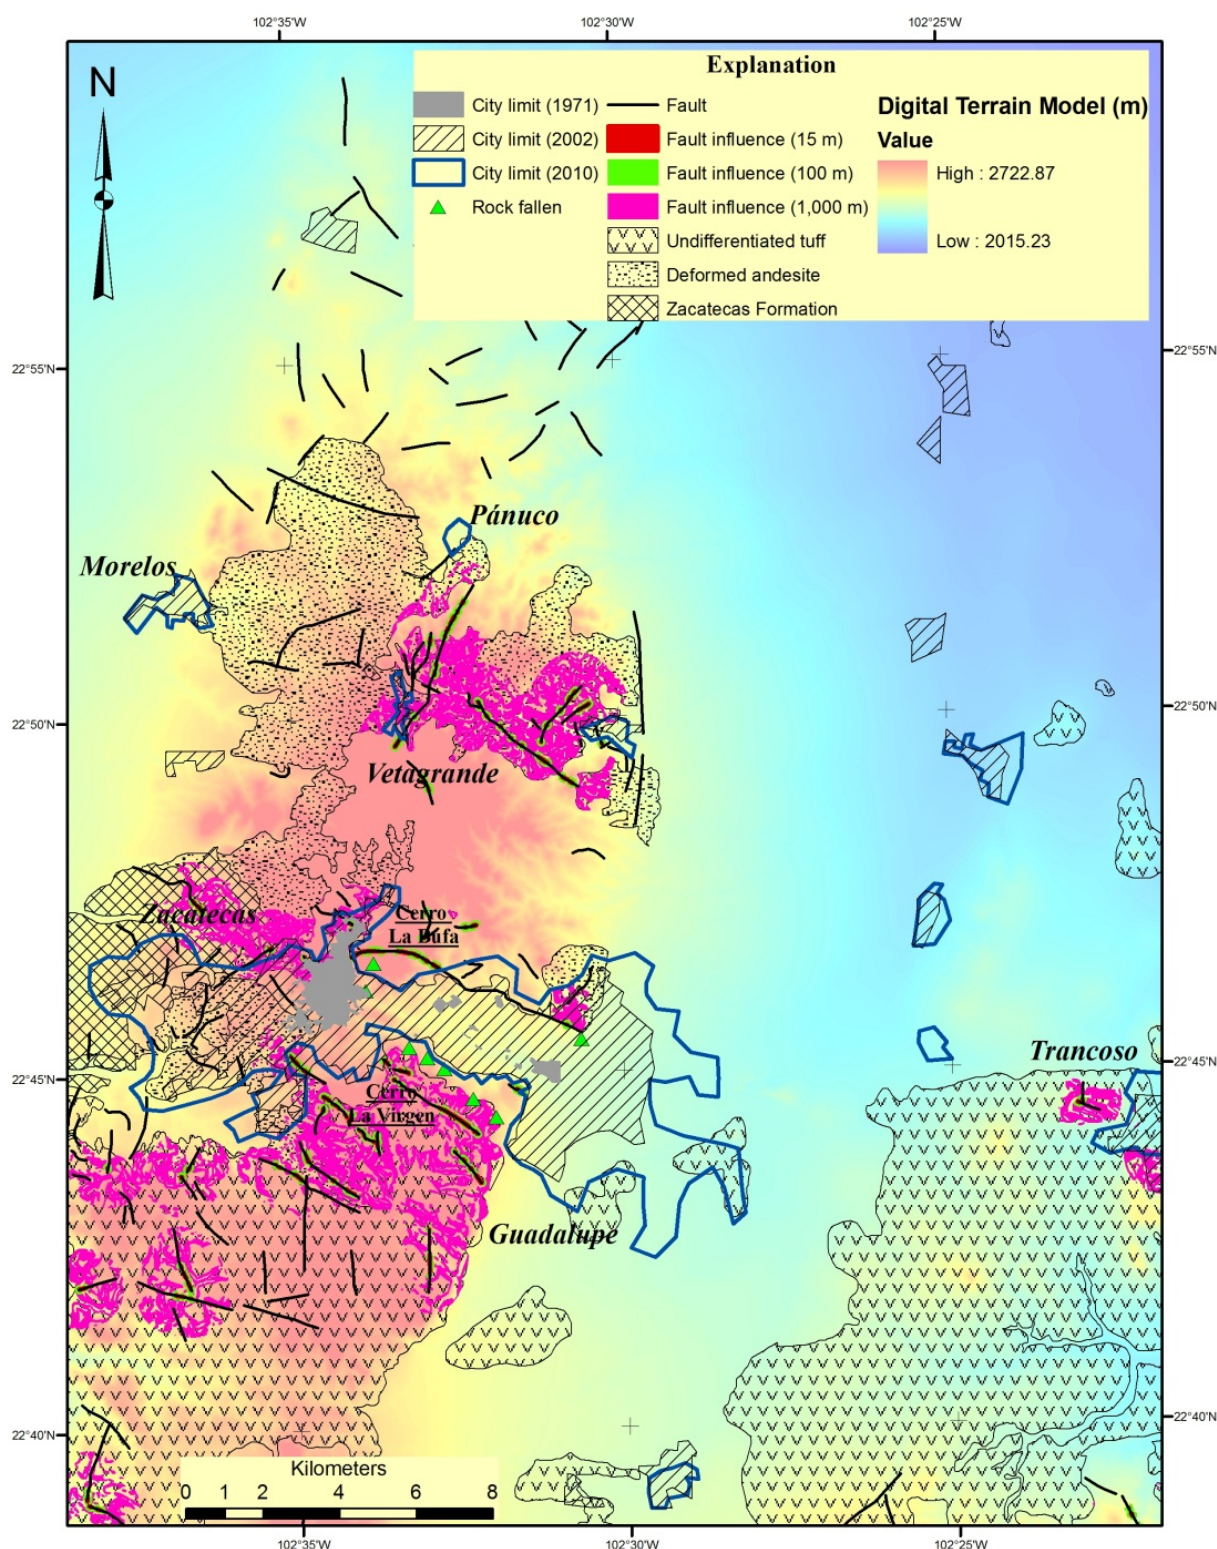 102°35'W
102°30'W
102°25'W
N
Explanation
City limit (1971)
City limit (2002)
City limit (2010)
Rock fallen
Fault
Fault influence (15 m)
Fault influence (100 m)
Fault influence (1,000 m)
Undifferentiated tuff
Deformed andesite
Zacatecas Formation
Digital Terrain Model (m)
Value
High : 2722.87
Low : 2015.23
22°55'N
22°55'N
Pánuco
Morelos
22°50'N
22°50'N
Vetagrande
Zacatecas
Cerro
La Bufa
Trancoso
22°45'N
22°45'N
Cerro
La Virgen
Guadalupe
22°40'N
22°40'N
Kilometers
0 1 2 4 6 8
102°35'W
102°30'W
102°25'W